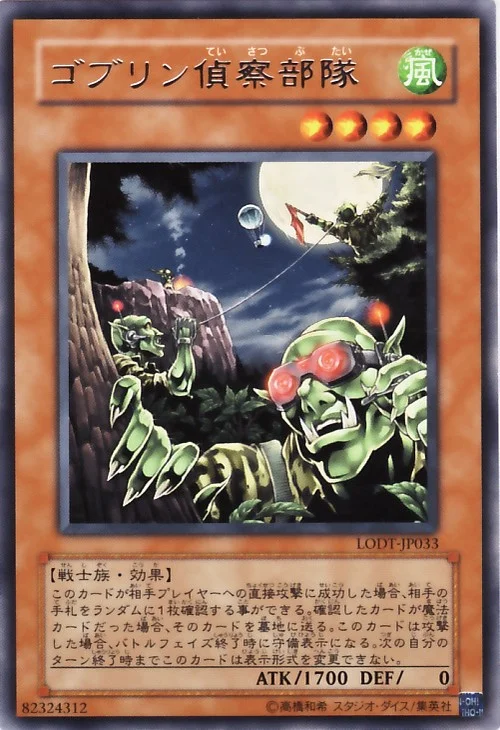 ゴブリン偵察部隊
風
LODT-JP033
【戦士族・効果】
このカードが相手プレイヤーへの直接攻撃に成功した場合、相手の
手札をランダムに1枚確認する事ができる。確認したカードが魔法
カードだった場合、そのカードを墓地に送る。このカードは攻撃
した場合、バトルフェイズ終了時に守備表示になる。次の自分の
ターン終了時までこのカードは表示形式を変更できない。
ATK/1700 DEF/ 0
82324312
©高橋和希 スタジオ・ダイス/集英社